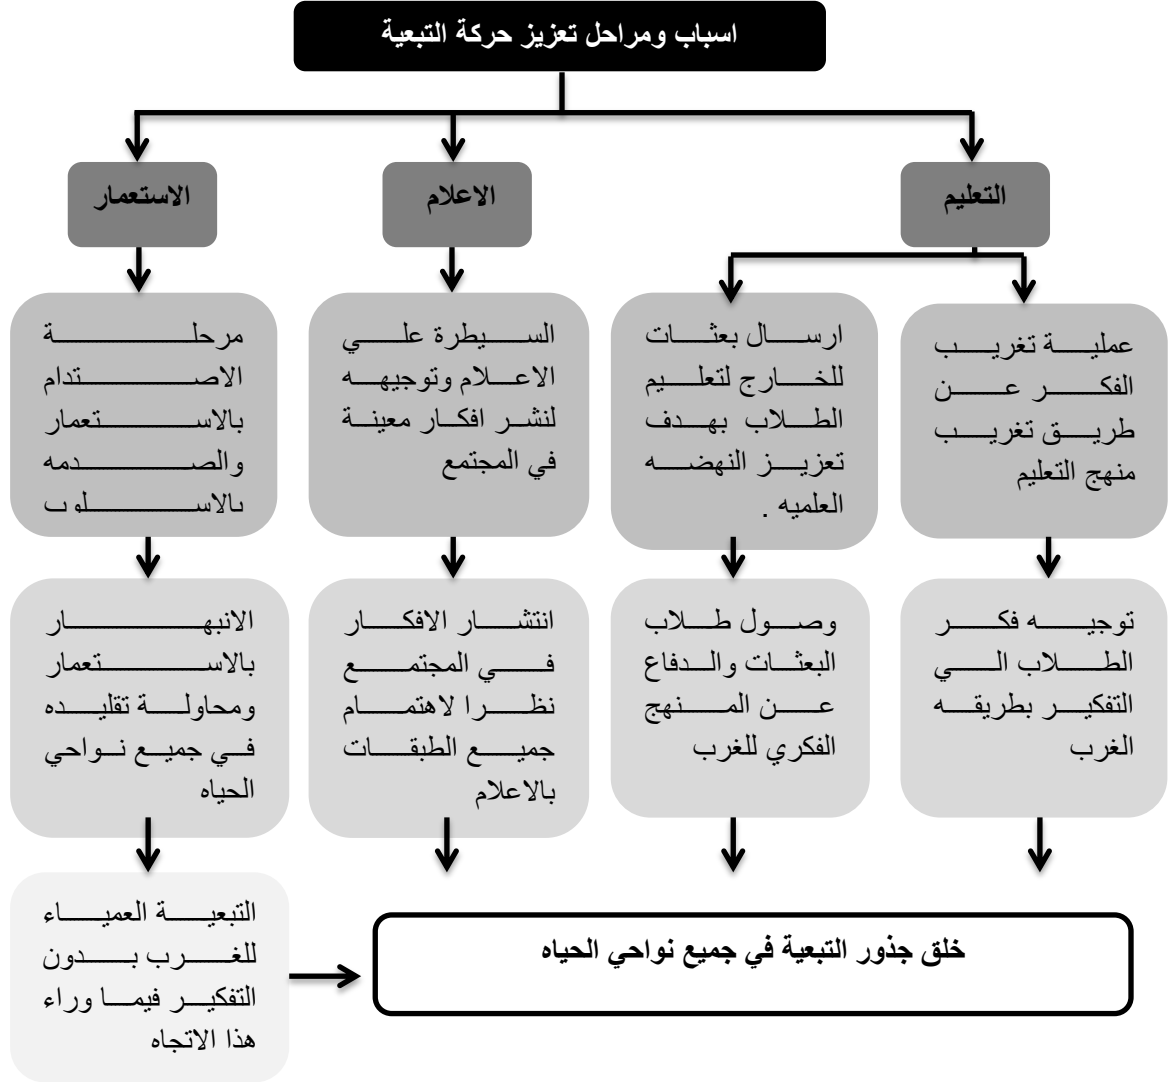 اسباب ومراحل تعزيز حركة التبعية
التعليم
الاعلام
الاستعمار
عملية تغريب
الفكر عن
طريق تغريب
منهج التعليم
ارسال بعثات
للخارج لتعليم
الطلاب بهدف
تعزيز النهضه
العلميه .
السيطرة علي
الاعلام وتوجيهه
لنشر افكار معينة
في المجتمع
مرحلة
الاصتدام
بالاستعمار
والصدمه
بالاسلوب
توجيه فكر
الطلاب الي
التفكير بطريقه
الغرب
وصول طلاب
البعثات والدفاع
عن المنهج
الفكري للغرب
انتشار الافكار
في المجتمع
نظرا لاهتمام
جميع الطبقات
بالاعلام
الانبهار
بالاستعمار
ومحاولة تقليده
في جميع نواحي
الحياه
خلق جذور التبعية في جميع نواحي الحياه
التبعية العمياء
للغرب بدون
التفكير فيما وراء
هذا الاتجاه